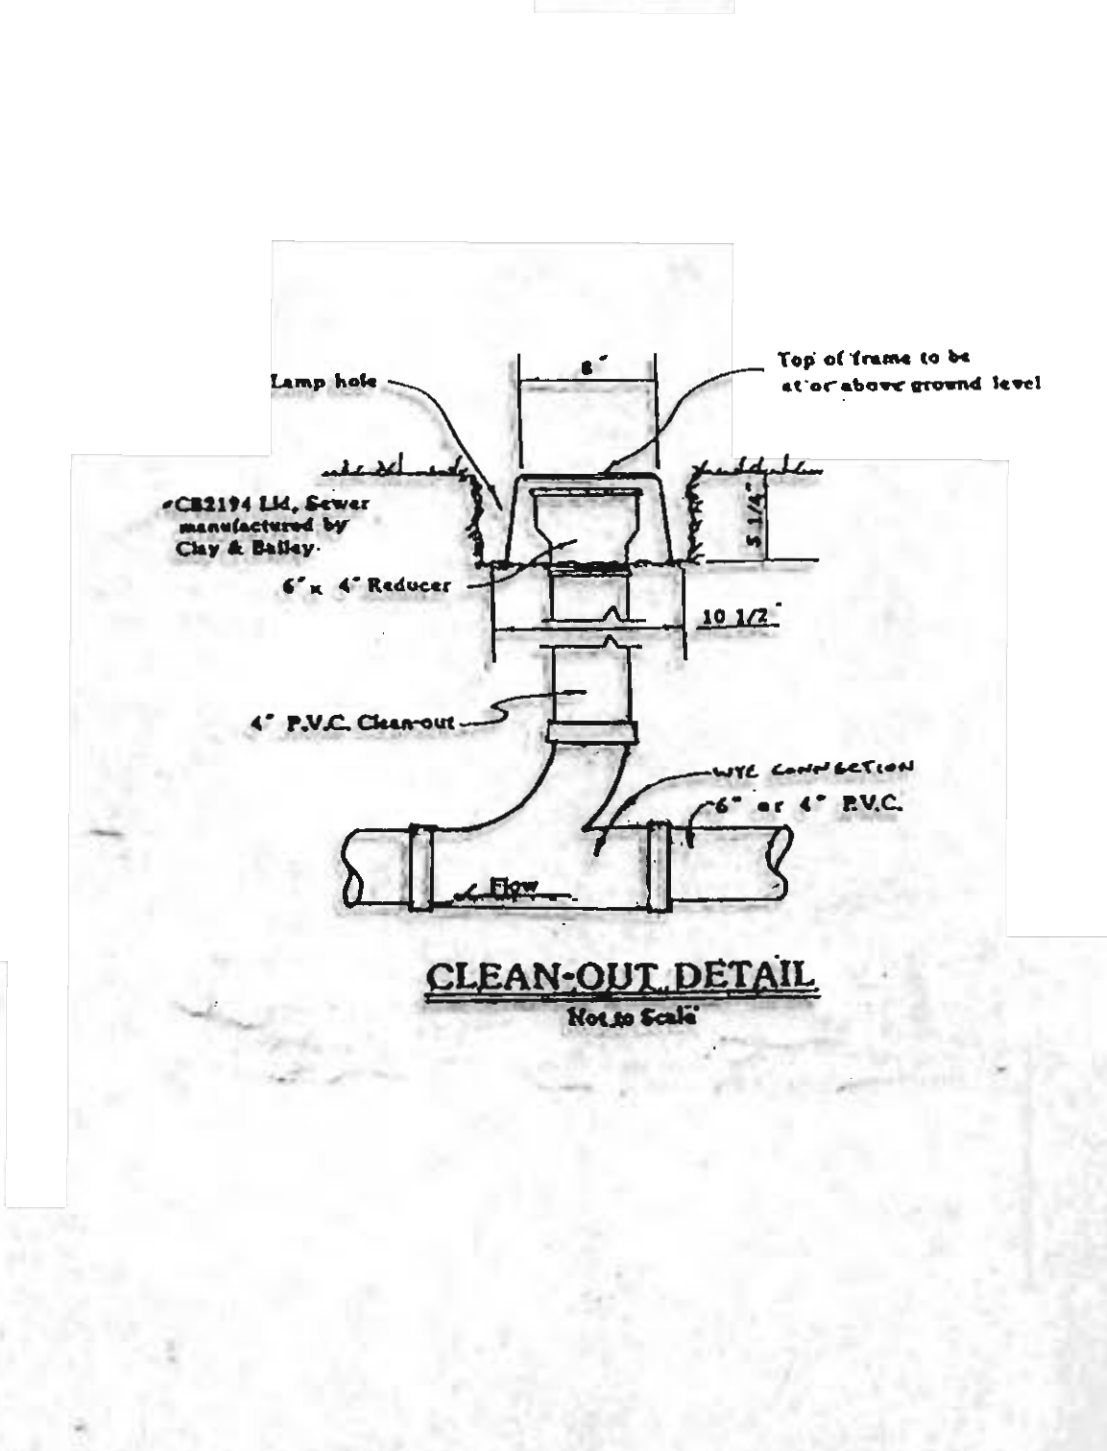 8"
Top of frame to be
at or above ground level
Lamp hole
"CB2194 Lid, Sewer
manufactured by
Clay & Bailey.
5 1/4"
6" x 4" Reducer
10 1/2"
4" P.V.C. Clean-out
WYE CONNECTION
6" or 4" P.V.C.
Flow
CLEAN-OUT DETAIL
Not to Scale